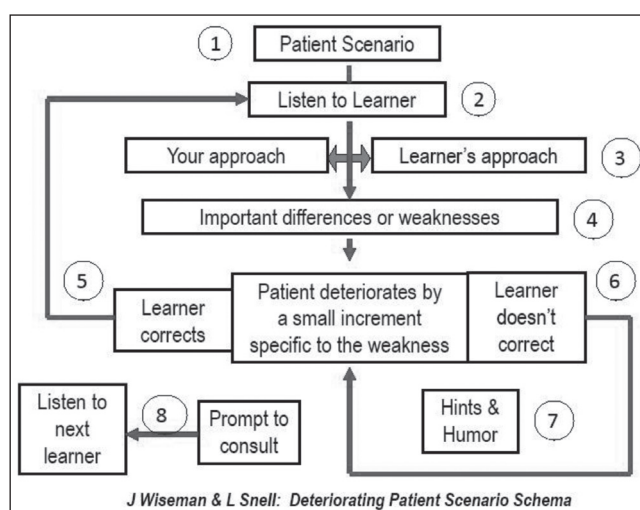 1
Patient Scenario
Listen to Learner
2
Your approach
Learner's approach
3
Important differences or weaknesses
4
5
Learner
corrects
Patient deteriorates by
a small increment
specific to the weakness
Learner
doesn't
correct
6
Listen to
next
learner
8
Prompt to
consult
Hints &
Humor
7
J Wiseman & L Snell: Deteriorating Patient Scenario Schema